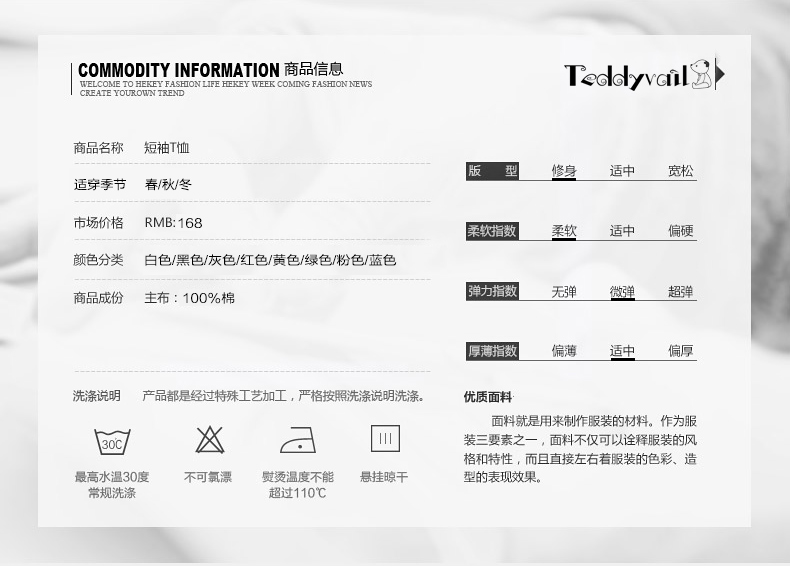 COMMODITY INFORMATION 商品信息
WELCOME TO HEKEY FASHION LIFE HEKEY WEEK COMING FASHION NEWS
CREATE YOUROWN TREND
Teddyvail
商品名称 短袖T恤
适穿季节 春/秋/冬
市场价格 RMB:168
颜色分类 白色/黑色/灰色/红色/黄色/绿色/粉色/蓝色
商品成份 主布：100%棉
版 型 修身 适中 宽松
柔软指数 柔软 适中 偏硬
弹力指数 无弹 微弹 超弹
厚薄指数 偏薄 适中 偏厚
洗涤说明 产品都是经过特殊工艺加工，严格按照洗涤说明洗涤。
30℃
最高水温30度
常规洗涤
不可氯漂
熨烫温度不能
超过110℃
悬挂晾干
优质面料
面料就是用来制作服装的材料。作为服
装三要素之一，面料不仅可以诠释服装的风
格和特性，而且直接左右着服装的色彩、造
型的表现效果。